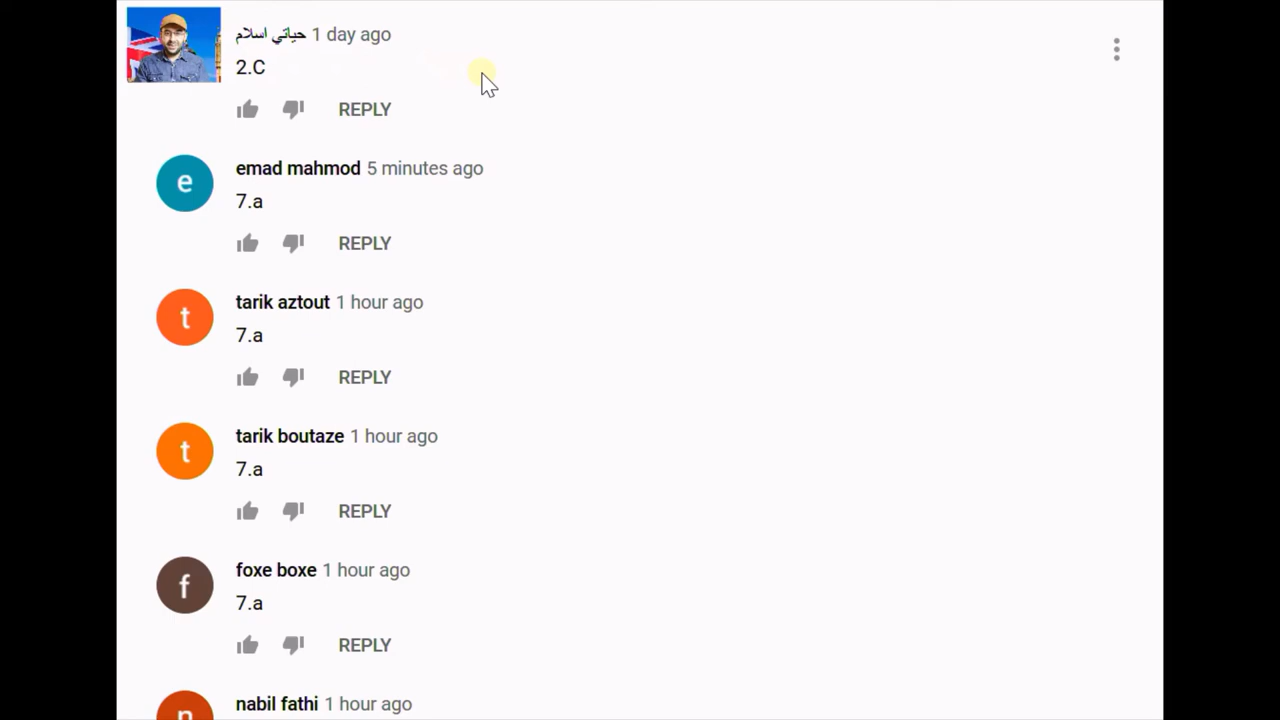 حياتي اسلام 1 day ago
2.C
REPLY
e
emad mahmod 5 minutes ago
7.a
REPLY
t
tarik aztout 1 hour ago
7.a
REPLY
t
tarik boutaze 1 hour ago
7.a
REPLY
f
foxe boxe 1 hour ago
7.a
REPLY
n
nabil fathi 1 hour ago